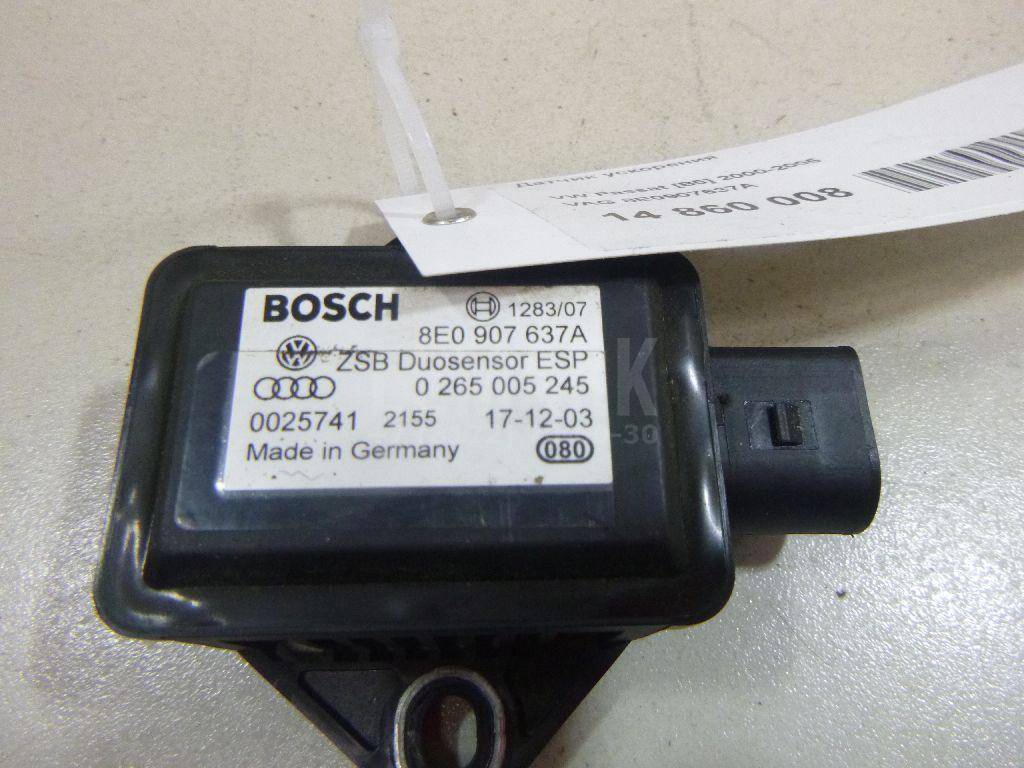 Датчик ускорения
VW Passat [B5] 2000-2005
VAG 8E0907637A
14 860 008
BOSCH
1283/07
8E0 907 637A
ZSB Duosensor ESP
0 265 005 245
0025741 2155 17-12-03
Made in Germany
080